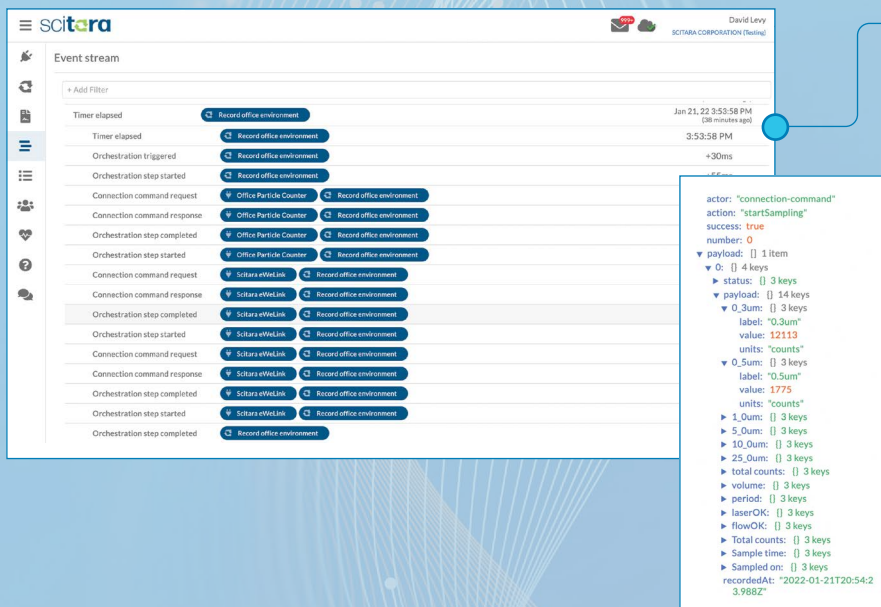 scitara
999+
David Levy
SCITARA CORPORATION (Testing)
Event stream
+ Add Filter
Timer elapsed Record office environment Jan 21, 22 3:53:58 PM
(38 minutes ago)
Timer elapsed Record office environment 3:53:58 PM
Orchestration triggered Record office environment +30ms
Orchestration step started Record office environment +55ms
Connection command request Office Particle Counter Record office environment
Connection command response Office Particle Counter Record office environment
Orchestration step completed Office Particle Counter Record office environment
Orchestration step started Office Particle Counter Record office environment
Connection command request Scitara eWeLink Record office environment
Connection command response Scitara eWeLink Record office environment
Orchestration step completed Scitara eWeLink Record office environment
Orchestration step started Scitara eWeLink Record office environment
Connection command request Scitara eWeLink Record office environment
Connection command response Scitara eWeLink Record office environment
Orchestration step completed Scitara eWeLink Record office environment
Orchestration step started Scitara eWeLink Record office environment
Orchestration step completed Record office environment
actor: "connection-command"
action: "startSampling"
success: true
number: 0
payload: [] 1 item
0: {} 4 keys
status: {} 3 keys
payload: {} 14 keys
0_3um: {} 3 keys
label: "0.3um"
value: 12113
units: "counts"
0_5um: {} 3 keys
label: "0.5um"
value: 1775
units: "counts"
1_0um: {} 3 keys
5_0um: {} 3 keys
10_0um: {} 3 keys
25_0um: {} 3 keys
total counts: {} 3 keys
volume: {} 3 keys
period: {} 3 keys
laserOK: {} 3 keys
flowOK: {} 3 keys
Total counts: {} 3 keys
Sample time: {} 3 keys
Sampled on: {} 3 keys
recordedAt: "2022-01-21T20:54:2
3.988Z"